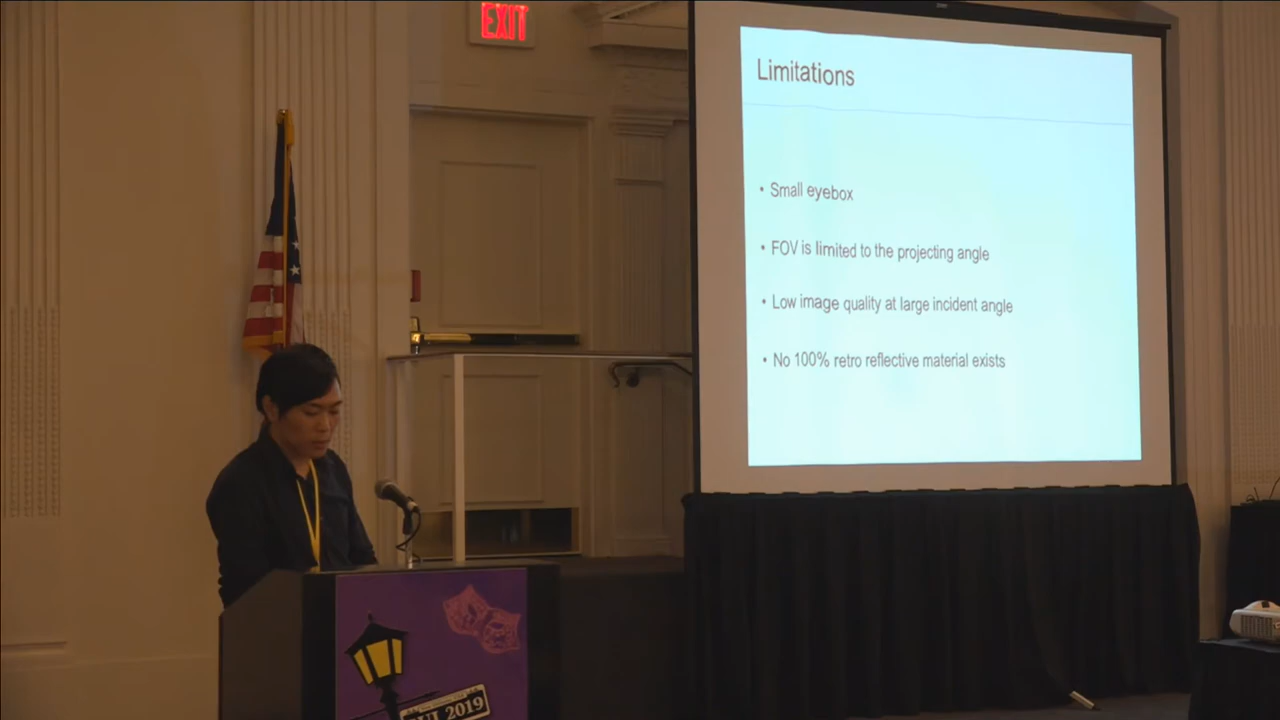 EXIT
Limitations
• Small eyebox
• FOV is limited to the projecting angle
• Low image quality at large incident angle
• No 100% retro reflective material exists
2019